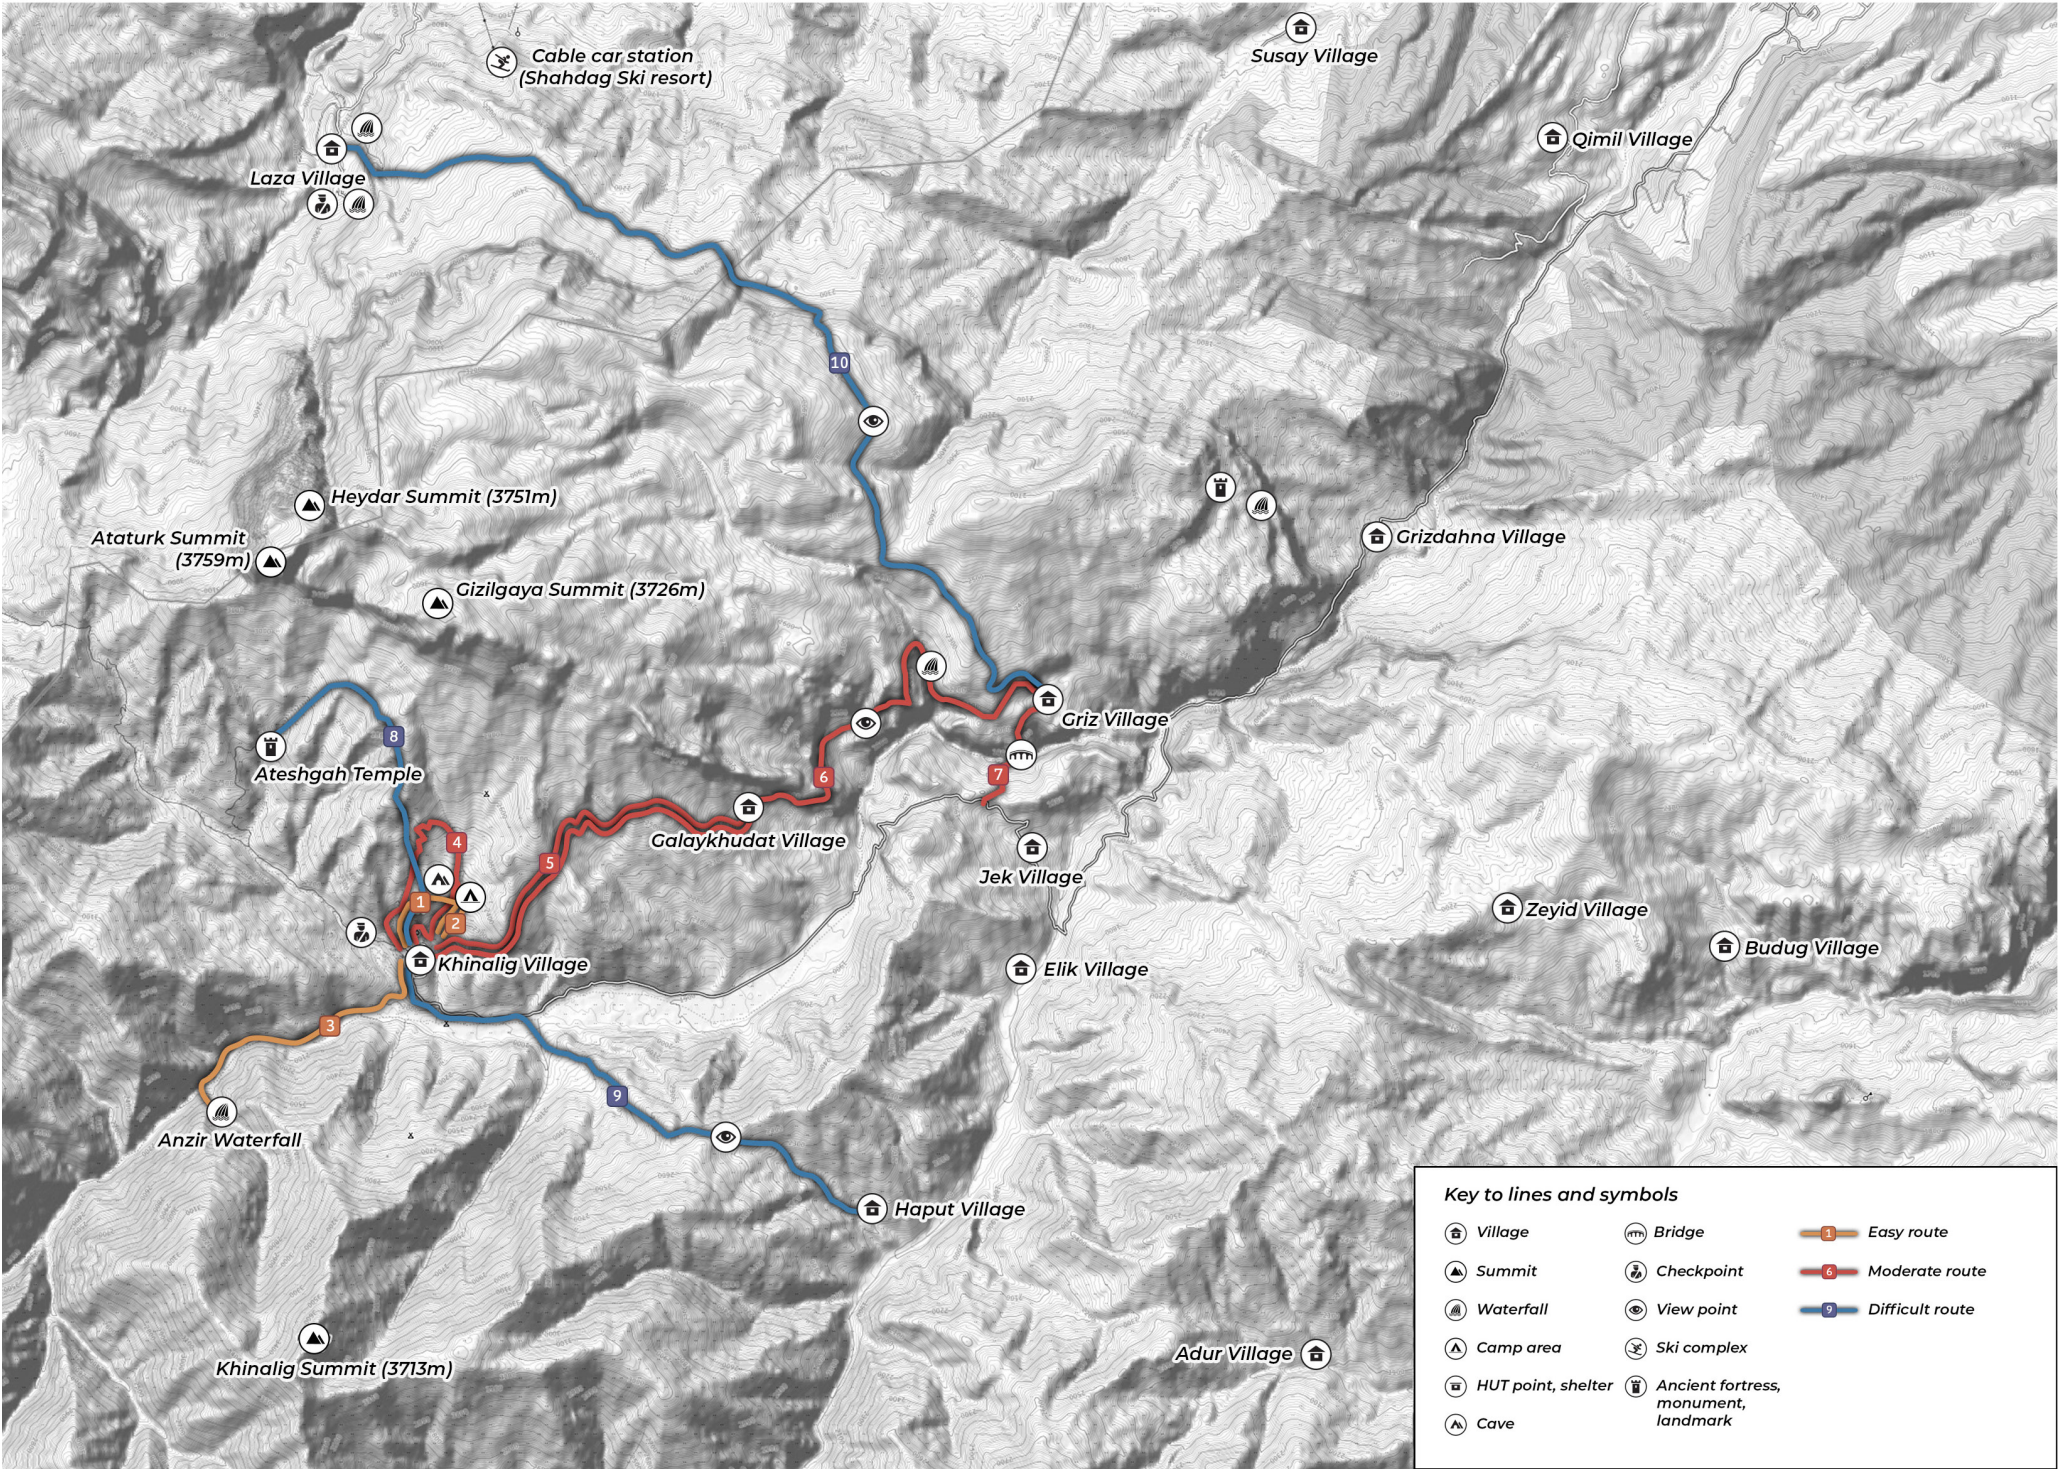 Cable car station
(Shahdag Ski resort)
Susay Village
Qimil Village
Laza Village
10
Heydar Summit (3751m)
Ataturk Summit
(3759m)
Grizdahna Village
Gizilgaya Summit (3726m)
Griz Village
8
Ateshgah Temple
6
7
4
Galaykhudat Village
5
Jek Village
1
2
Zeyid Village
Budug Village
Khinalig Village
Elik Village
3
9
Anzir Waterfall
Haput Village
Khinalig Summit (3713m)
Adur Village
Key to lines and symbols
Village
Summit
Waterfall
Camp area
HUT point, shelter
Cave
Bridge
Checkpoint
View point
Ski complex
Ancient fortress,
monument,
landmark
1 Easy route
6 Moderate route
9 Difficult route